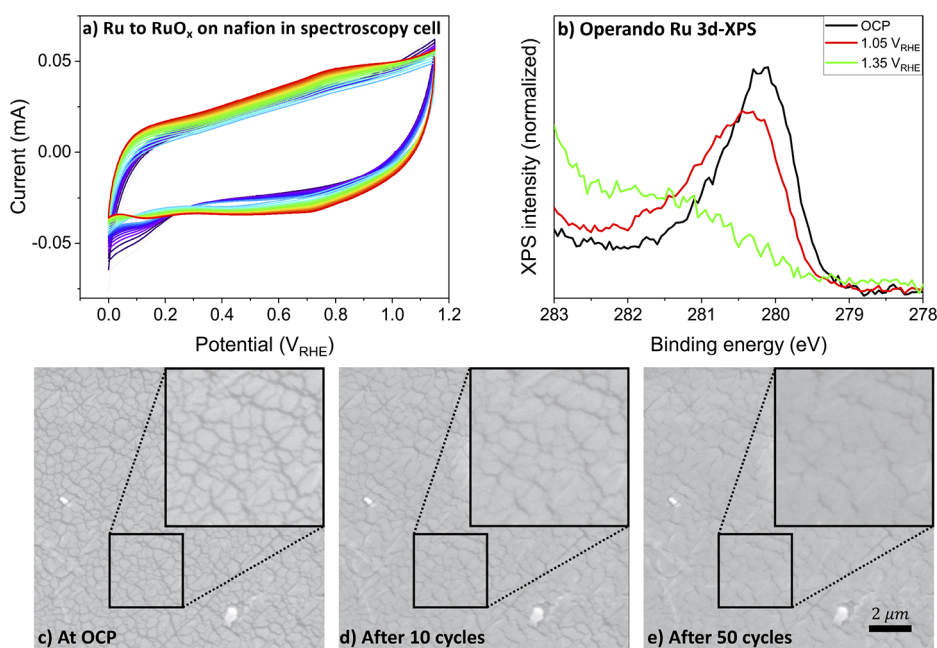 a) Ru to RuOₓ on nafion in spectroscopy cell
0.05
0.00
-0.05
Current (mA)
0.0 0.2 0.4 0.6 0.8 1.0 1.2
Potential (V_RHE)
b) Operando Ru 3d-XPS
OCP
1.05 V_RHE
1.35 V_RHE
XPS intensity (normalized)
283 282 281 280 279 278
Binding energy (eV)
c) At OCP
d) After 10 cycles
e) After 50 cycles
2 μm